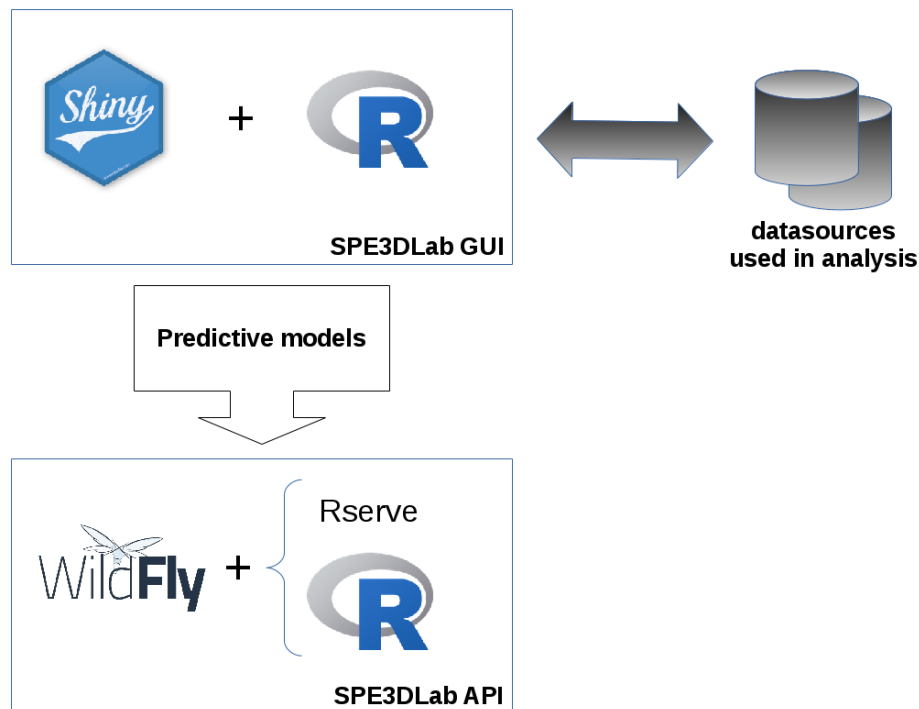 Shiny
+
R
SPE3DLab GUI
datasources
used in analysis
Predictive models
WildFly
+
Rserve
R
SPE3DLab API